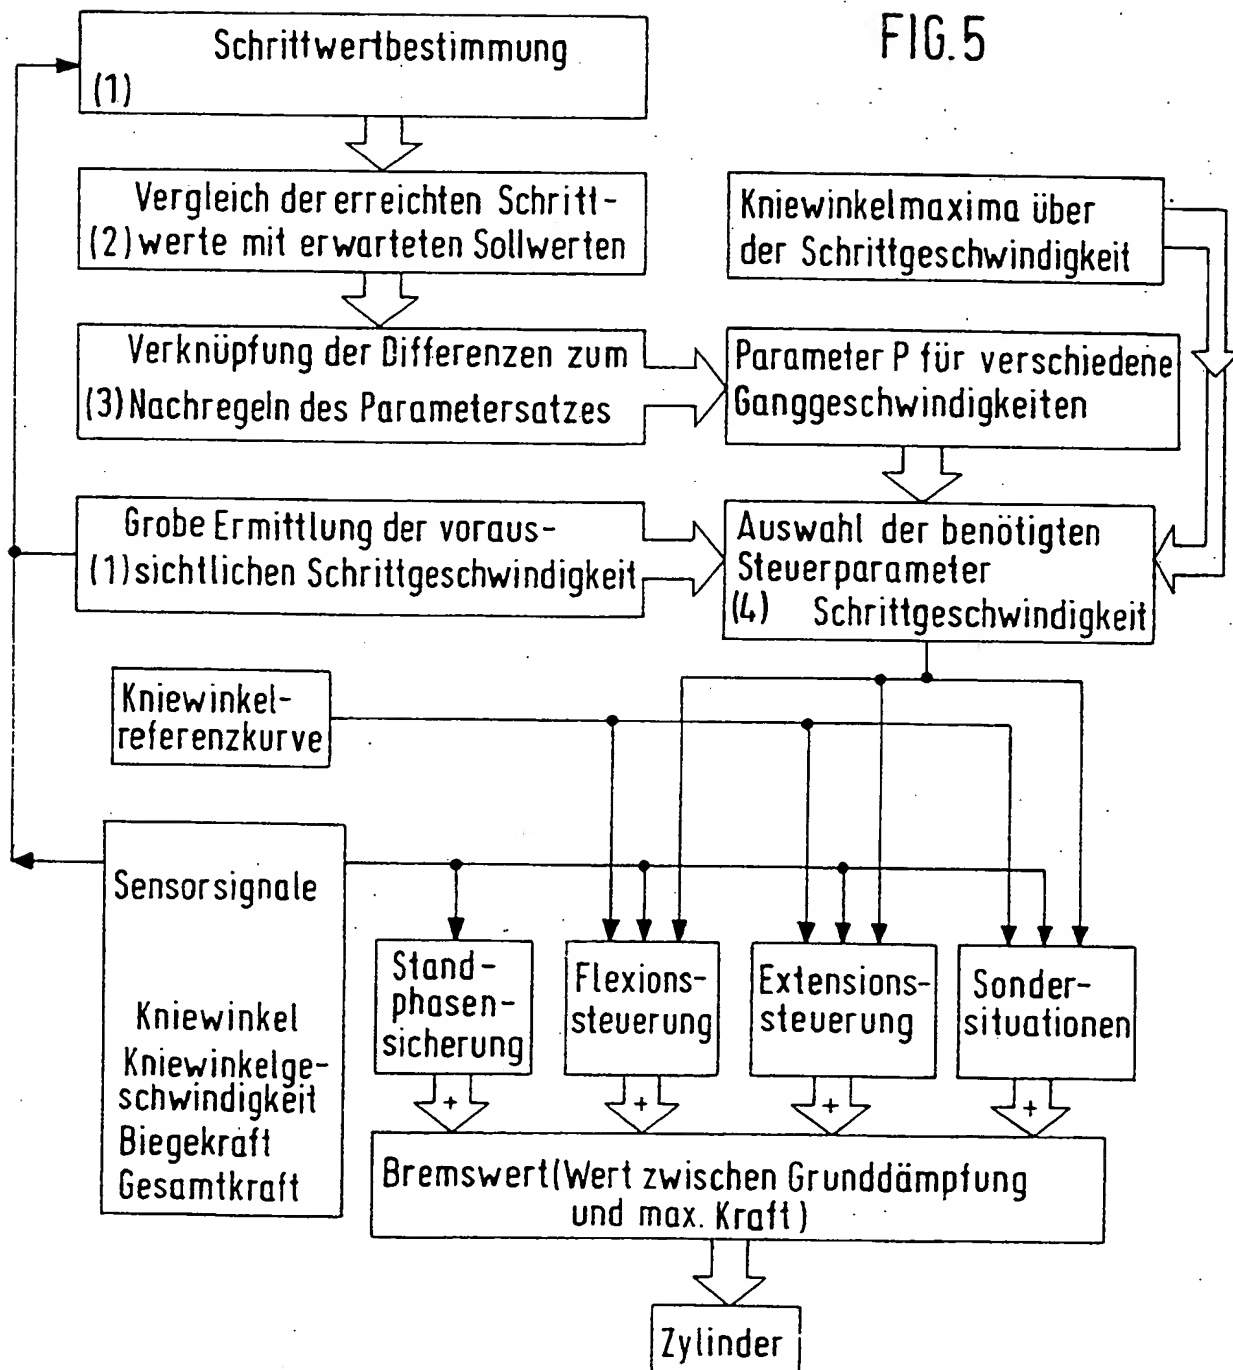 FIG.5
Schrittwertbestimmung
(1)
Vergleich der erreichten Schritt-
(2) werte mit erwarteten Sollwerten
Kniewinkelmaxima über
der Schrittgeschwindigkeit
Verknüpfung der Differenzen zum
(3) Nachregeln des Parametersatzes
Parameter P für verschiedene
Ganggeschwindigkeiten
Grobe Ermittlung der voraus-
(1) sichtlichen Schrittgeschwindigkeit
Auswahl der benötigten
Steuerparameter
(4) Schrittgeschwindigkeit
Kniewinkel-
referenzkurve
Sensorsignale
Kniewinkel
Kniewinkelge-
schwindigkeit
Biegekraft
Gesamtkraft
Stand-
phasen-
sicherung
Flexions-
steuerung
Extensions-
steuerung
Sonder-
situationen
+ + + +
Bremswert (Wert zwischen Grunddämpfung
und max. Kraft)
Zylinder